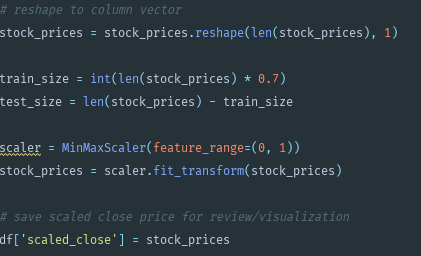 # reshape to column vector
stock_prices = stock_prices.reshape(len(stock_prices), 1)
train_size = int(len(stock_prices) * 0.7)
test_size = len(stock_prices) - train_size
scaler = MinMaxScaler(feature_range=(0, 1))
stock_prices = scaler.fit_transform(stock_prices)
# save scaled close price for review/visualization
df['scaled_close'] = stock_prices